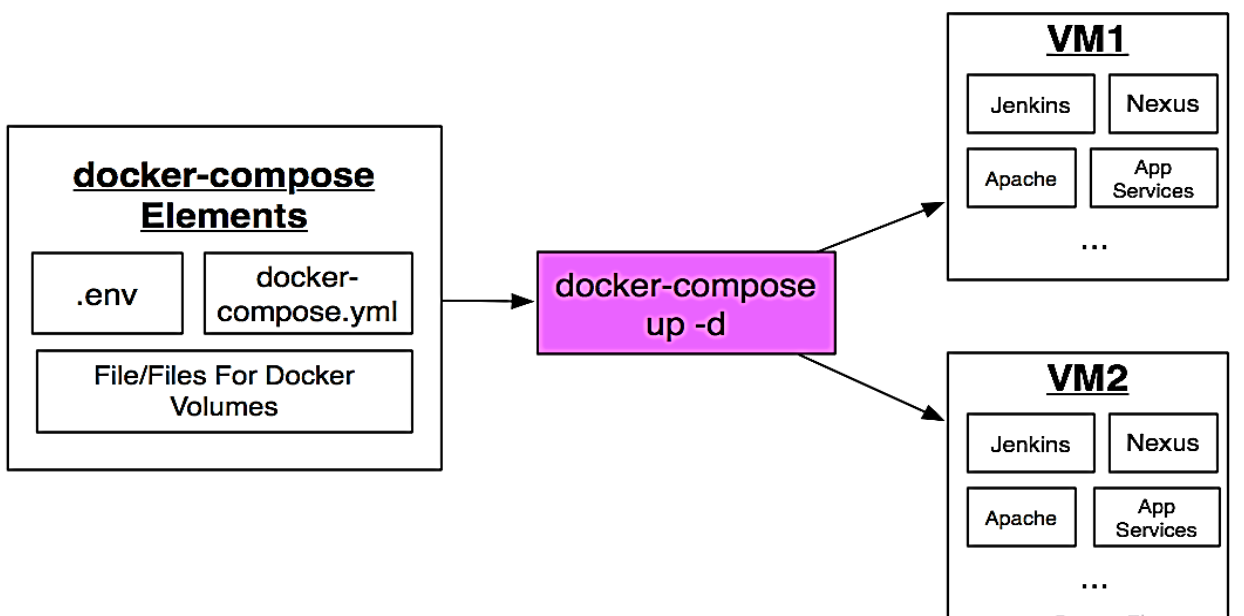 docker-compose
Elements
.env
docker-
compose.yml
File/Files For Docker
Volumes
docker-compose
up -d
VM1
Jenkins
Nexus
Apache
App
Services
...
VM2
Jenkins
Nexus
Apache
App
Services
...